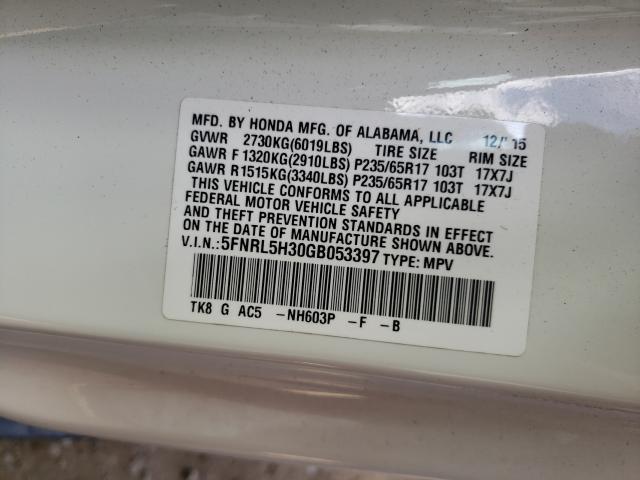 MFD. BY HONDA MFG. OF ALABAMA, LLC 12/15
GVWR 2730KG(6019LBS) TIRE SIZE RIM SIZE
GAWR F 1320KG(2910LBS) P235/65R17 103T 17X7J
GAWR R1515KG(3340LBS) P235/65R17 103T 17X7J
THIS VEHICLE CONFORMS TO ALL APPLICABLE
FEDERAL MOTOR VEHICLE SAFETY
AND THEFT PREVENTION STANDARDS IN EFFECT
ON THE DATE OF MANUFACTURE SHOWN ABOVE.
V.I.N.:5FNRL5H30GB053397 TYPE: MPV
TK8 G AC5 -NH603P -F -B